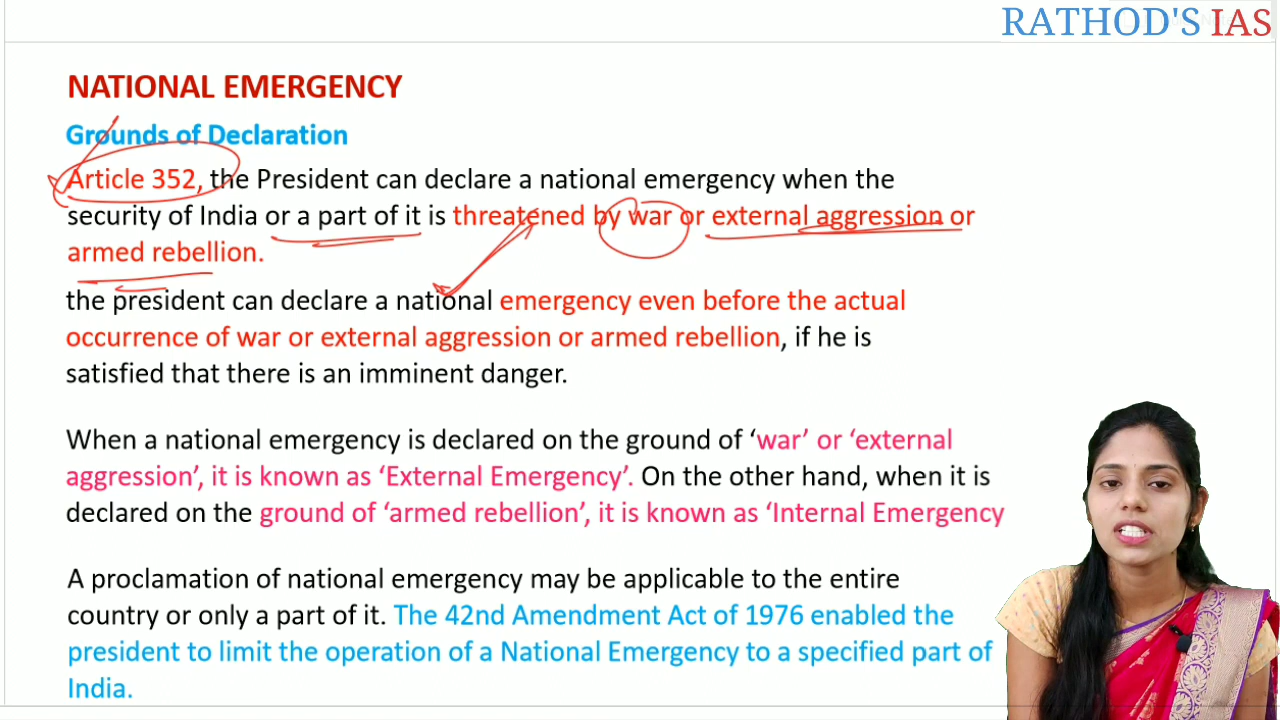 RATHOD'S IAS
NATIONAL EMERGENCY
Grounds of Declaration
Article 352, the President can declare a national emergency when the
security of India or a part of it is threatened by war or external aggression or
armed rebellion.
the president can declare a national emergency even before the actual
occurrence of war or external aggression or armed rebellion, if he is
satisfied that there is an imminent danger.
When a national emergency is declared on the ground of ‘war’ or ‘external
aggression’, it is known as ‘External Emergency’. On the other hand, when it is
declared on the ground of ‘armed rebellion’, it is known as ‘Internal Emergency
A proclamation of national emergency may be applicable to the entire
country or only a part of it. The 42nd Amendment Act of 1976 enabled the
president to limit the operation of a National Emergency to a specified part of
India.